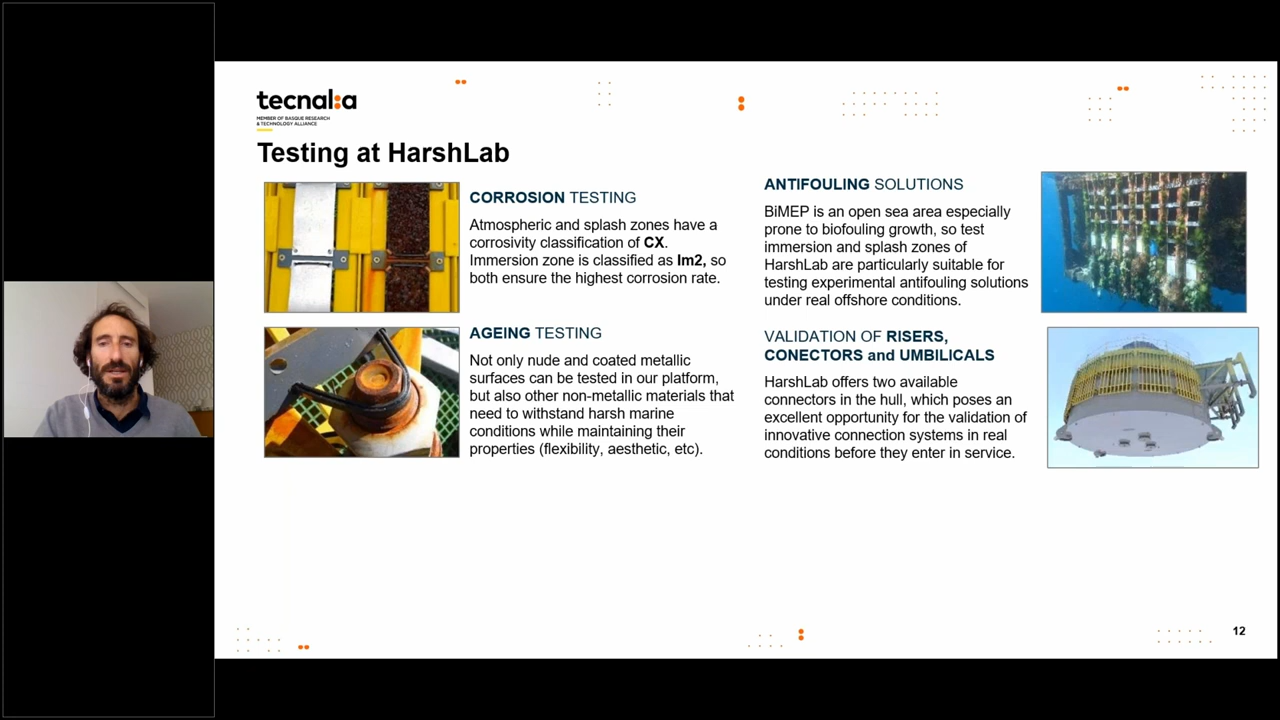 tecnalia
MEMBER OF BASQUE RESEARCH
& TECHNOLOGY ALLIANCE
Testing at HarshLab
CORROSION TESTING
Atmospheric and splash zones have a
corrosivity classification of CX.
Immersion zone is classified as Im2, so
both ensure the highest corrosion rate.
AGEING TESTING
Not only nude and coated metallic
surfaces can be tested in our platform,
but also other non-metallic materials that
need to withstand harsh marine
conditions while maintaining their
properties (flexibility, aesthetic, etc).
ANTIFOULING SOLUTIONS
BiMEP is an open sea area especially
prone to biofouling growth, so test
immersion and splash zones of
HarshLab are particularly suitable for
testing experimental antifouling solutions
under real offshore conditions.
VALIDATION OF RISERS,
CONECTORS and UMBILICALS
HarshLab offers two available
connectors in the hull, which poses an
excellent opportunity for the validation of
innovative connection systems in real
conditions before they enter in service.
12